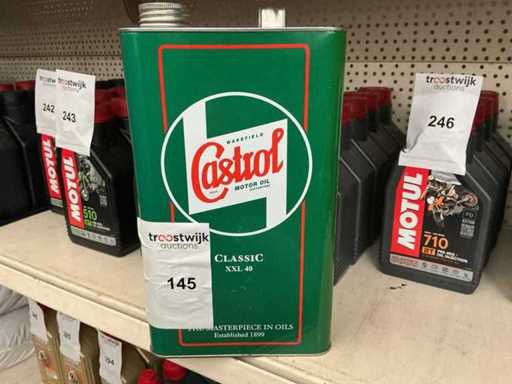 troostwijk
auctions
242
243
MOTUL
510
WAKEFIELD
Castrol
MOTOR OIL
CLASSIC
XXL 40
troostwijk
145
THE MASTERPIECE IN OILS
Established 1899
troostwijk
auctions
246
MOTUL
710
2T